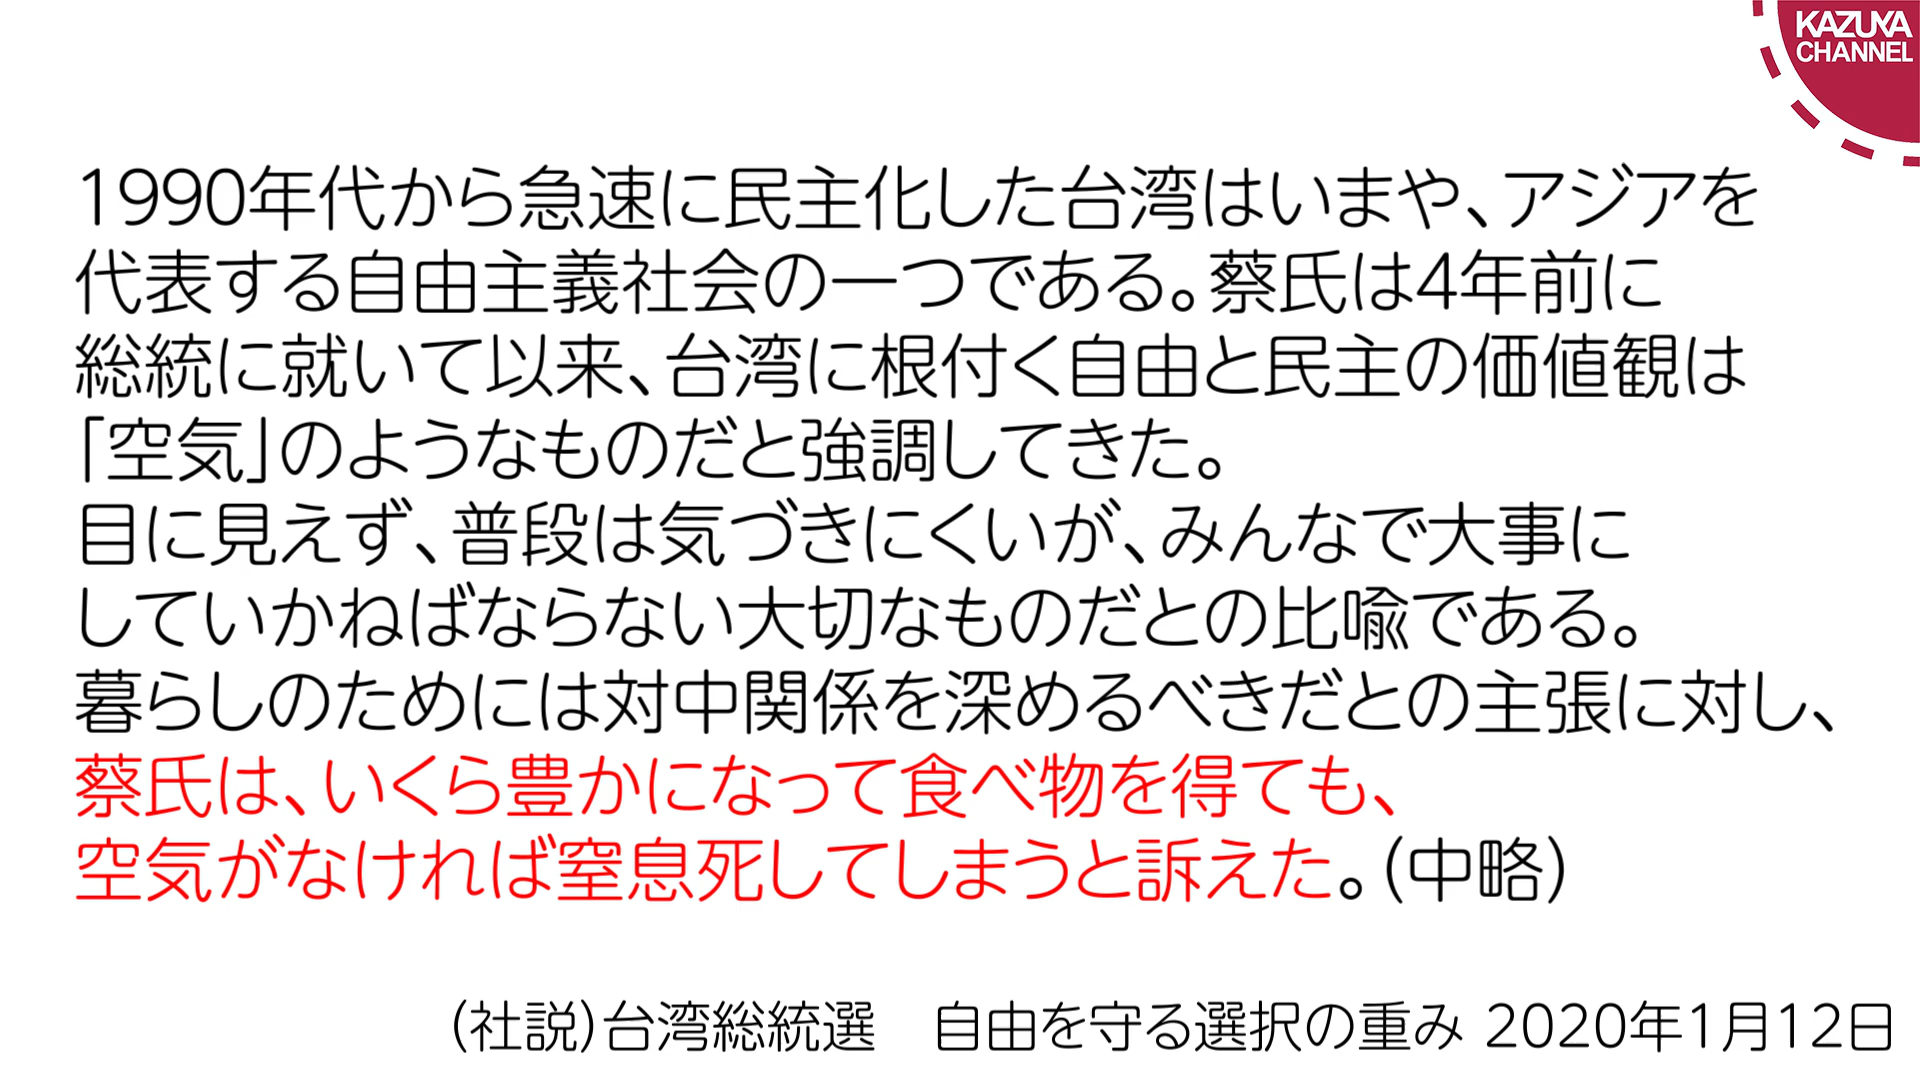 KAZUYA
CHANNEL
1990年代から急速に民主化した台湾はいまや、アジアを
代表する自由主義社会の一つである。蔡氏は4年前に
総統に就いて以来、台湾に根付く自由と民主の価値観は
「空気」のようなものだと強調してきた。
目に見えず、普段は気づきにくいが、みんなで大事に
していかねばならない大切なものだとの比喩である。
暮らしのためには対中関係を深めるべきだとの主張に対し、
蔡氏は、いくら豊かになって食べ物を得ても、
空気がなければ窒息死してしまうと訴えた。(中略)
(社説)台湾総統選　自由を守る選択の重み 2020年1月12日